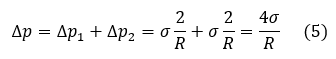 Δp = Δp₁ + Δp₂ = σ 2/R + σ 2/R = 4σ/R (5)